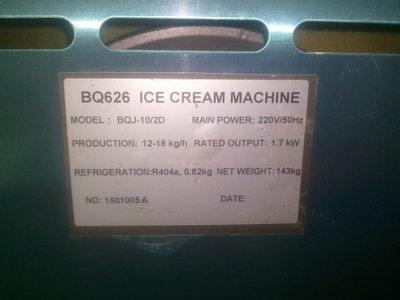 BQ626 ICE CREAM MACHINE
MODEL : BQJ-10/2D MAIN POWER: 220V/50Hz
PRODUCTION: 12-18 kg/h RATED OUTPUT: 1.7 kW
REFRIGERATION:R404a, 0.82kg NET WEIGHT:143kg
NO: 1501005A DATE: